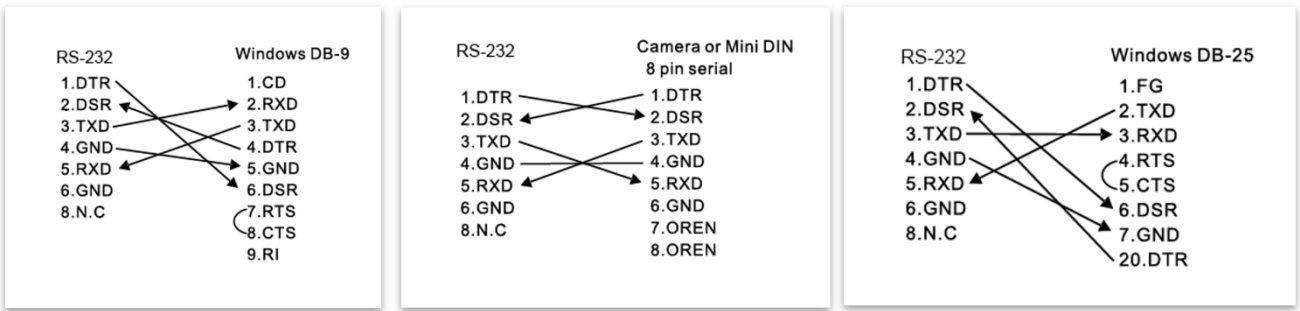 RS-232
Windows DB-9
1.DTR
2.DSR
3.TXD
4.GND
5.RXD
6.GND
8.N.C
1.CD
2.RXD
3.TXD
4.DTR
5.GND
6.DSR
7.RTS
8.CTS
9.RI
RS-232
Camera or Mini DIN
8 pin serial
1.DTR
2.DSR
3.TXD
4.GND
5.RXD
6.GND
8.N.C
1.DTR
2.DSR
3.TXD
4.GND
5.RXD
6.GND
7.OREN
8.OREN
RS-232
Windows DB-25
1.DTR
2.DSR
3.TXD
4.GND
5.RXD
6.GND
8.N.C
1.FG
2.TXD
3.RXD
4.RTS
5.CTS
6.DSR
7.GND
20.DTR